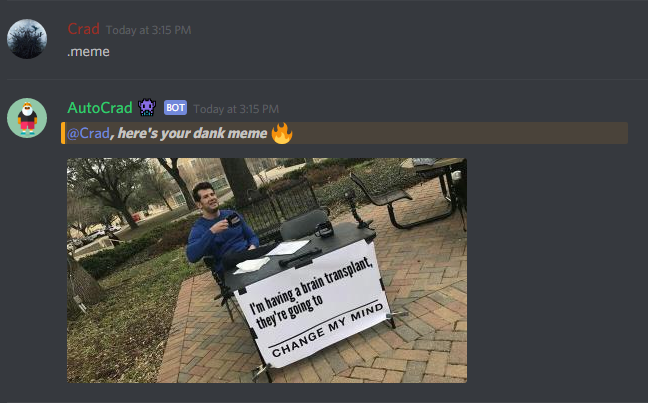 Crad Today at 3:15 PM
.meme
AutoCrad BOT Today at 3:15 PM
@Crad, here's your dank meme
I'm having a brain transplant,
they're going to
CHANGE MY MIND